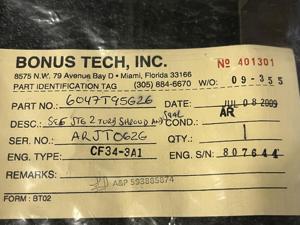 BONUS TECH, INC.
No 401301
8575 N.W. 79 Avenue Bay D • Miami, Florida 33166
PART IDENTIFICATION TAG (305) 884-6670 W/O: 09-355
PART NO.: 6047T95G26 DATE: JUL 08 2009
DESC.: STG 2 TURB SHROUD COND.: AR
SER. NO.: ARJT0626 QTY.: 1
ENG. TYPE: CF34-3A1 ENG. S/N: 807644
REMARKS: A&P 593885874
FORM: BT02